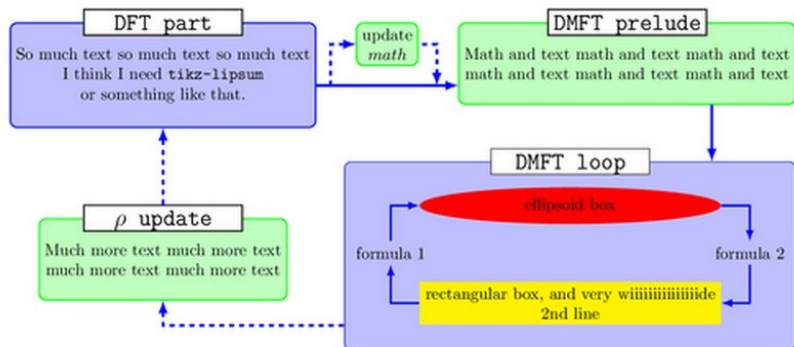 DFT part
So much text so much text so much text
I think I need tikz-lipsum
or something like that.
update
math
DMFT prelude
Math and text math and text math and text
math and text math and text math and text
DMFT loop
ellipsoid box
formula 1
formula 2
rectangular box, and very wiiiiiiiiiiiiiiide
2nd line
ρ update
Much more text much more text
much more text much more text